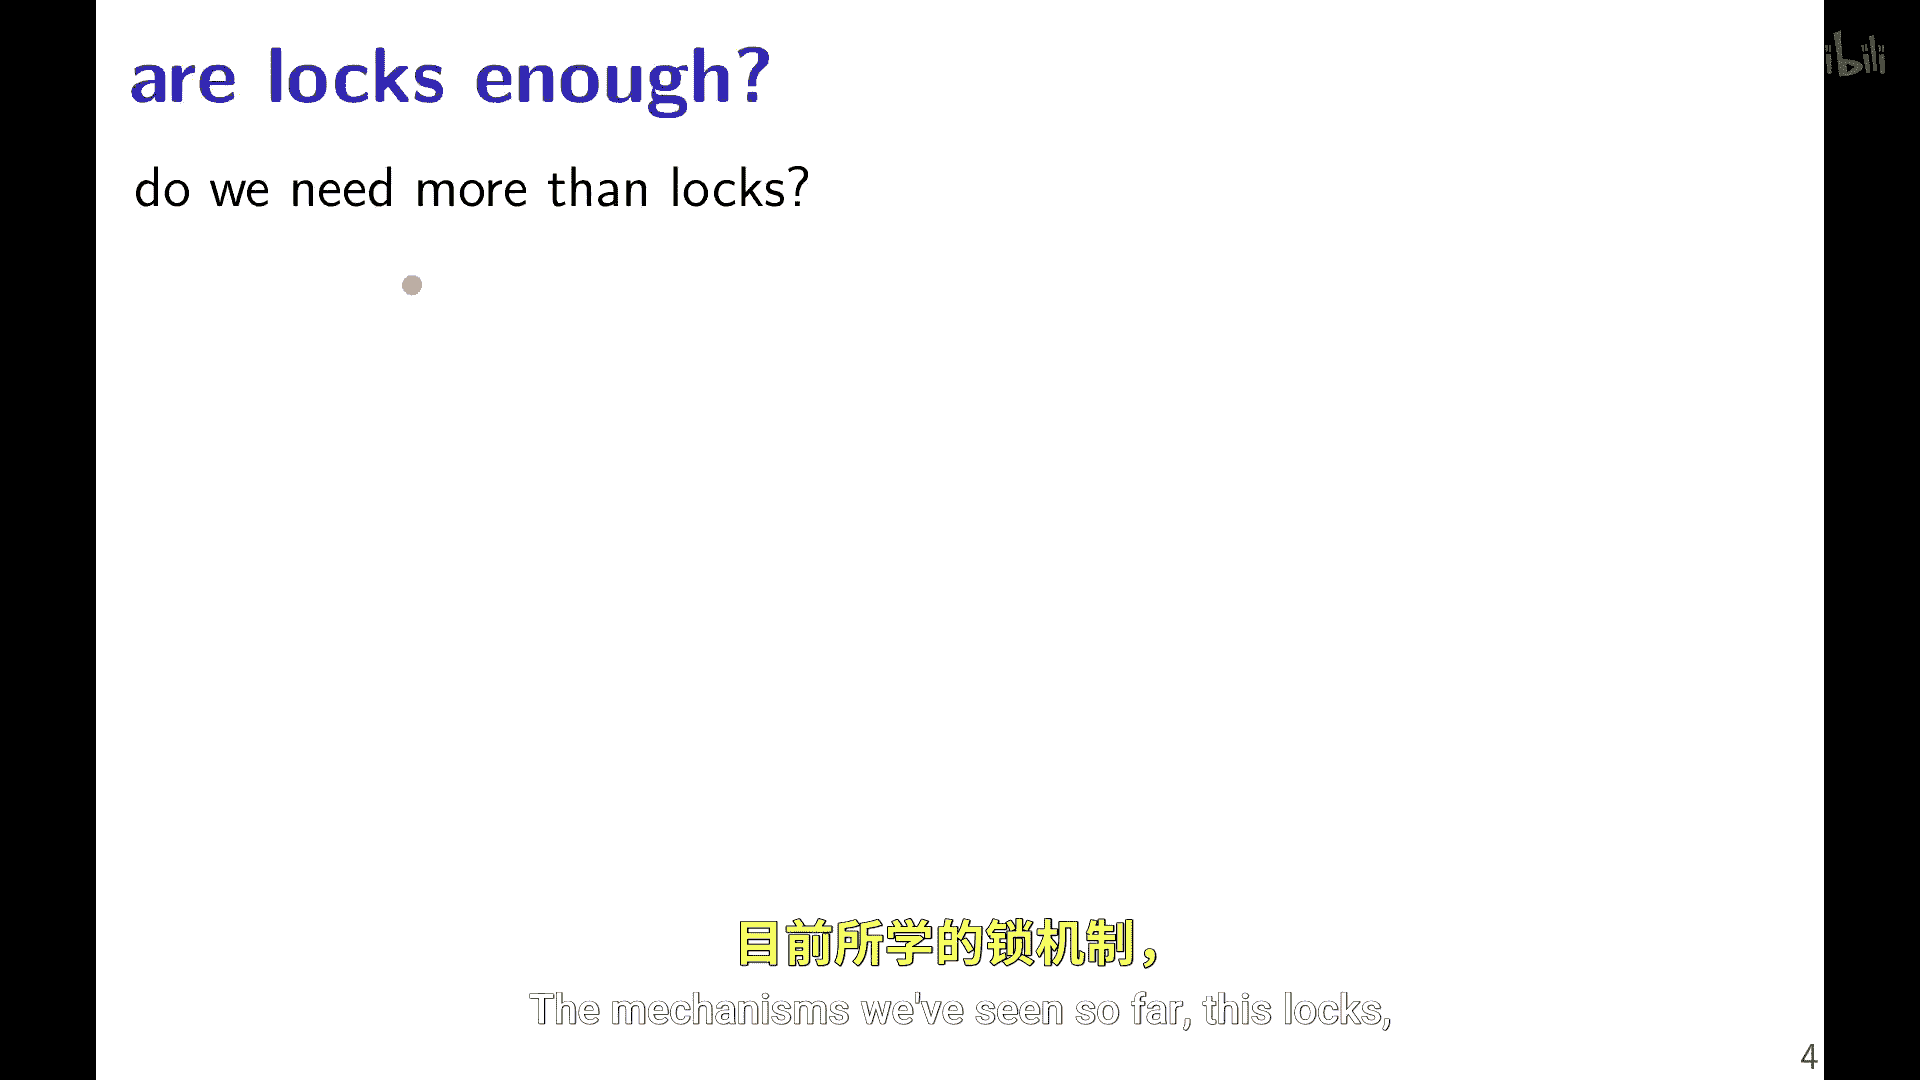 are locks enough?
do we need more than locks?
目前所学的锁机制，
The mechanisms we've seen so far, this locks,
4